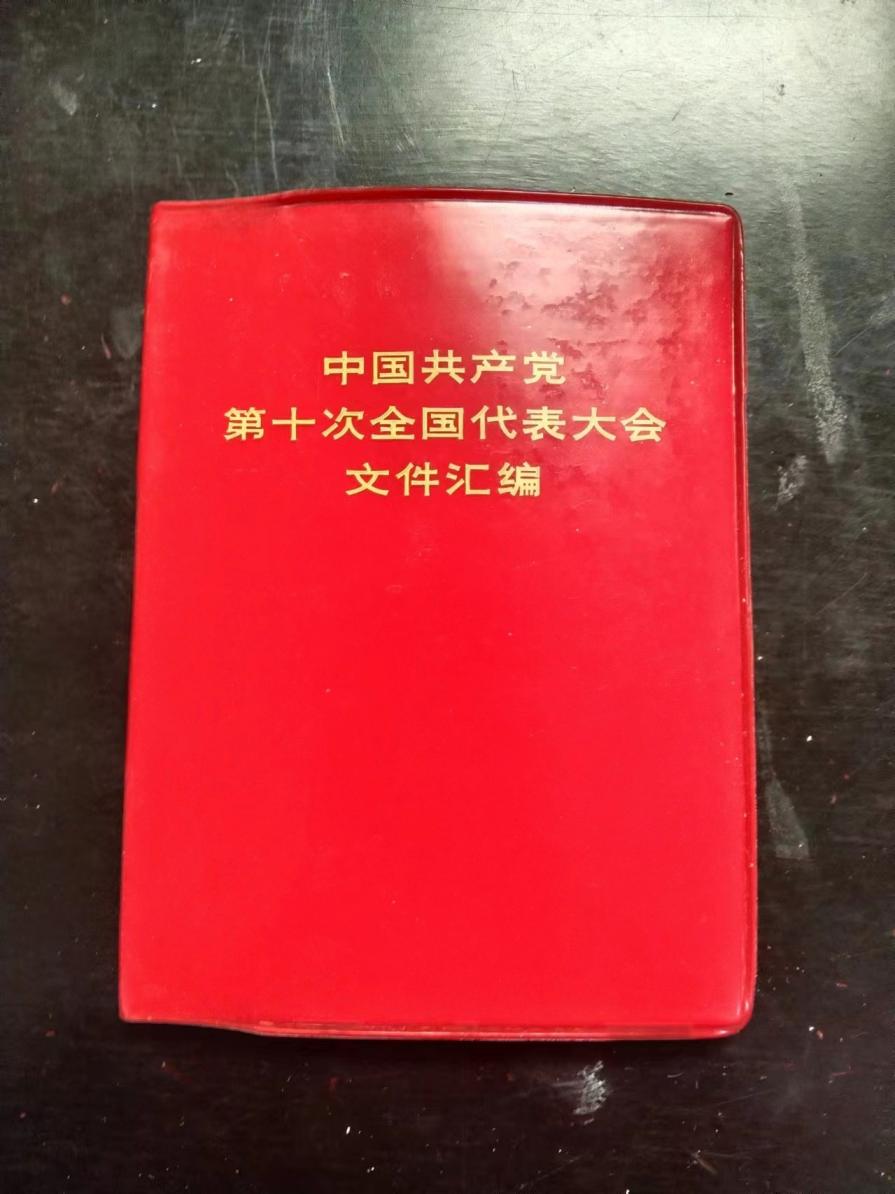 中国共产党
第十次全国代表大会
文件汇编